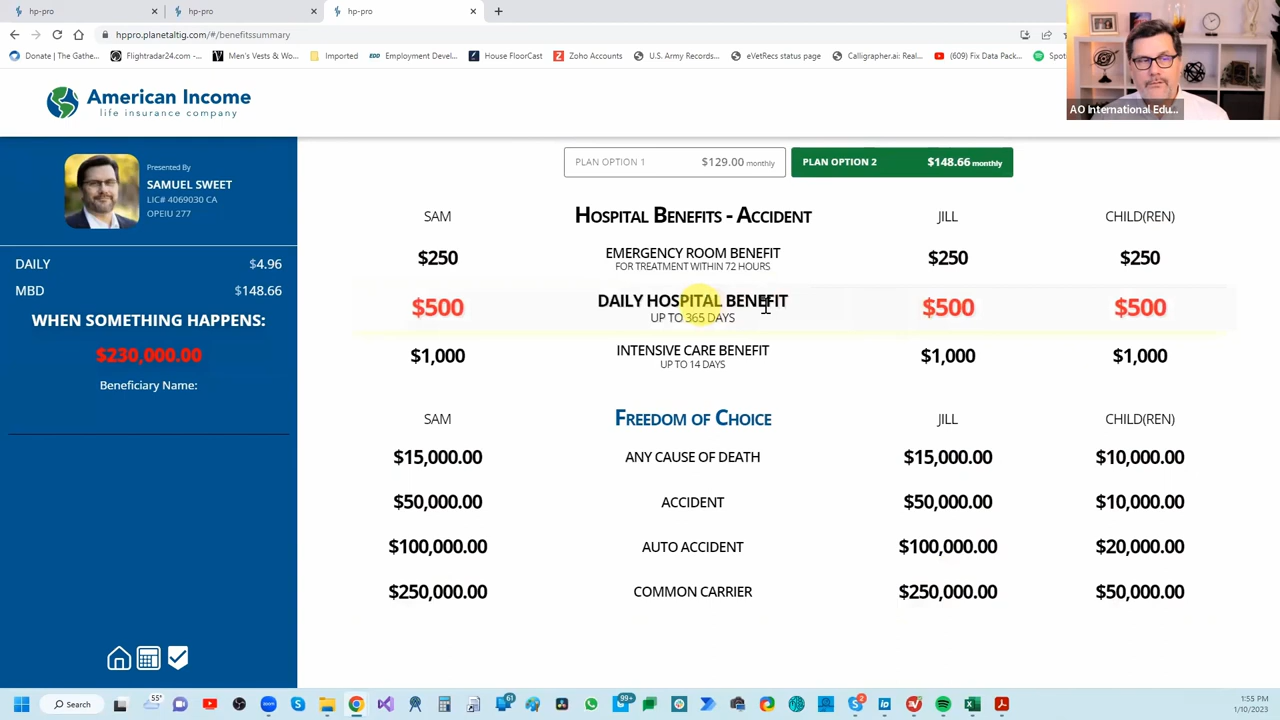 hp-pro
hp-pro
hp-pro
hppro.planetaltig.com/#/benefitssummary
Donate | The Gathe...
Flightradar24.com -...
Men's Vests & Wo...
Imported
EDD Employment Devel...
House FloorCast
Zoho Accounts
U.S. Army Records...
eVetRecs status page
Calligrapher.ai: Real...
(609) Fix Data Pack...
Spot
AO International Edu...
American Income
life insurance company
Presented By
SAMUEL SWEET
LIC# 4069030 CA
OPEIU 277
DAILY $4.96
MBD $148.66
WHEN SOMETHING HAPPENS:
$230,000.00
Beneficiary Name:
PLAN OPTION 1 $129.00 monthly
PLAN OPTION 2 $148.66 monthly
SAM HOSPITAL BENEFITS - ACCIDENT JILL CHILD(REN)
$250 EMERGENCY ROOM BENEFIT $250 $250
FOR TREATMENT WITHIN 72 HOURS
$500 DAILY HOSPITAL BENEFIT $500 $500
UP TO 365 DAYS
$1,000 INTENSIVE CARE BENEFIT $1,000 $1,000
UP TO 14 DAYS
SAM FREEDOM OF CHOICE JILL CHILD(REN)
$15,000.00 ANY CAUSE OF DEATH $15,000.00 $10,000.00
$50,000.00 ACCIDENT $50,000.00 $10,000.00
$100,000.00 AUTO ACCIDENT $100,000.00 $20,000.00
$250,000.00 COMMON CARRIER $250,000.00 $50,000.00
Search
55°
61
99+
2
1:55 PM
1/10/2023